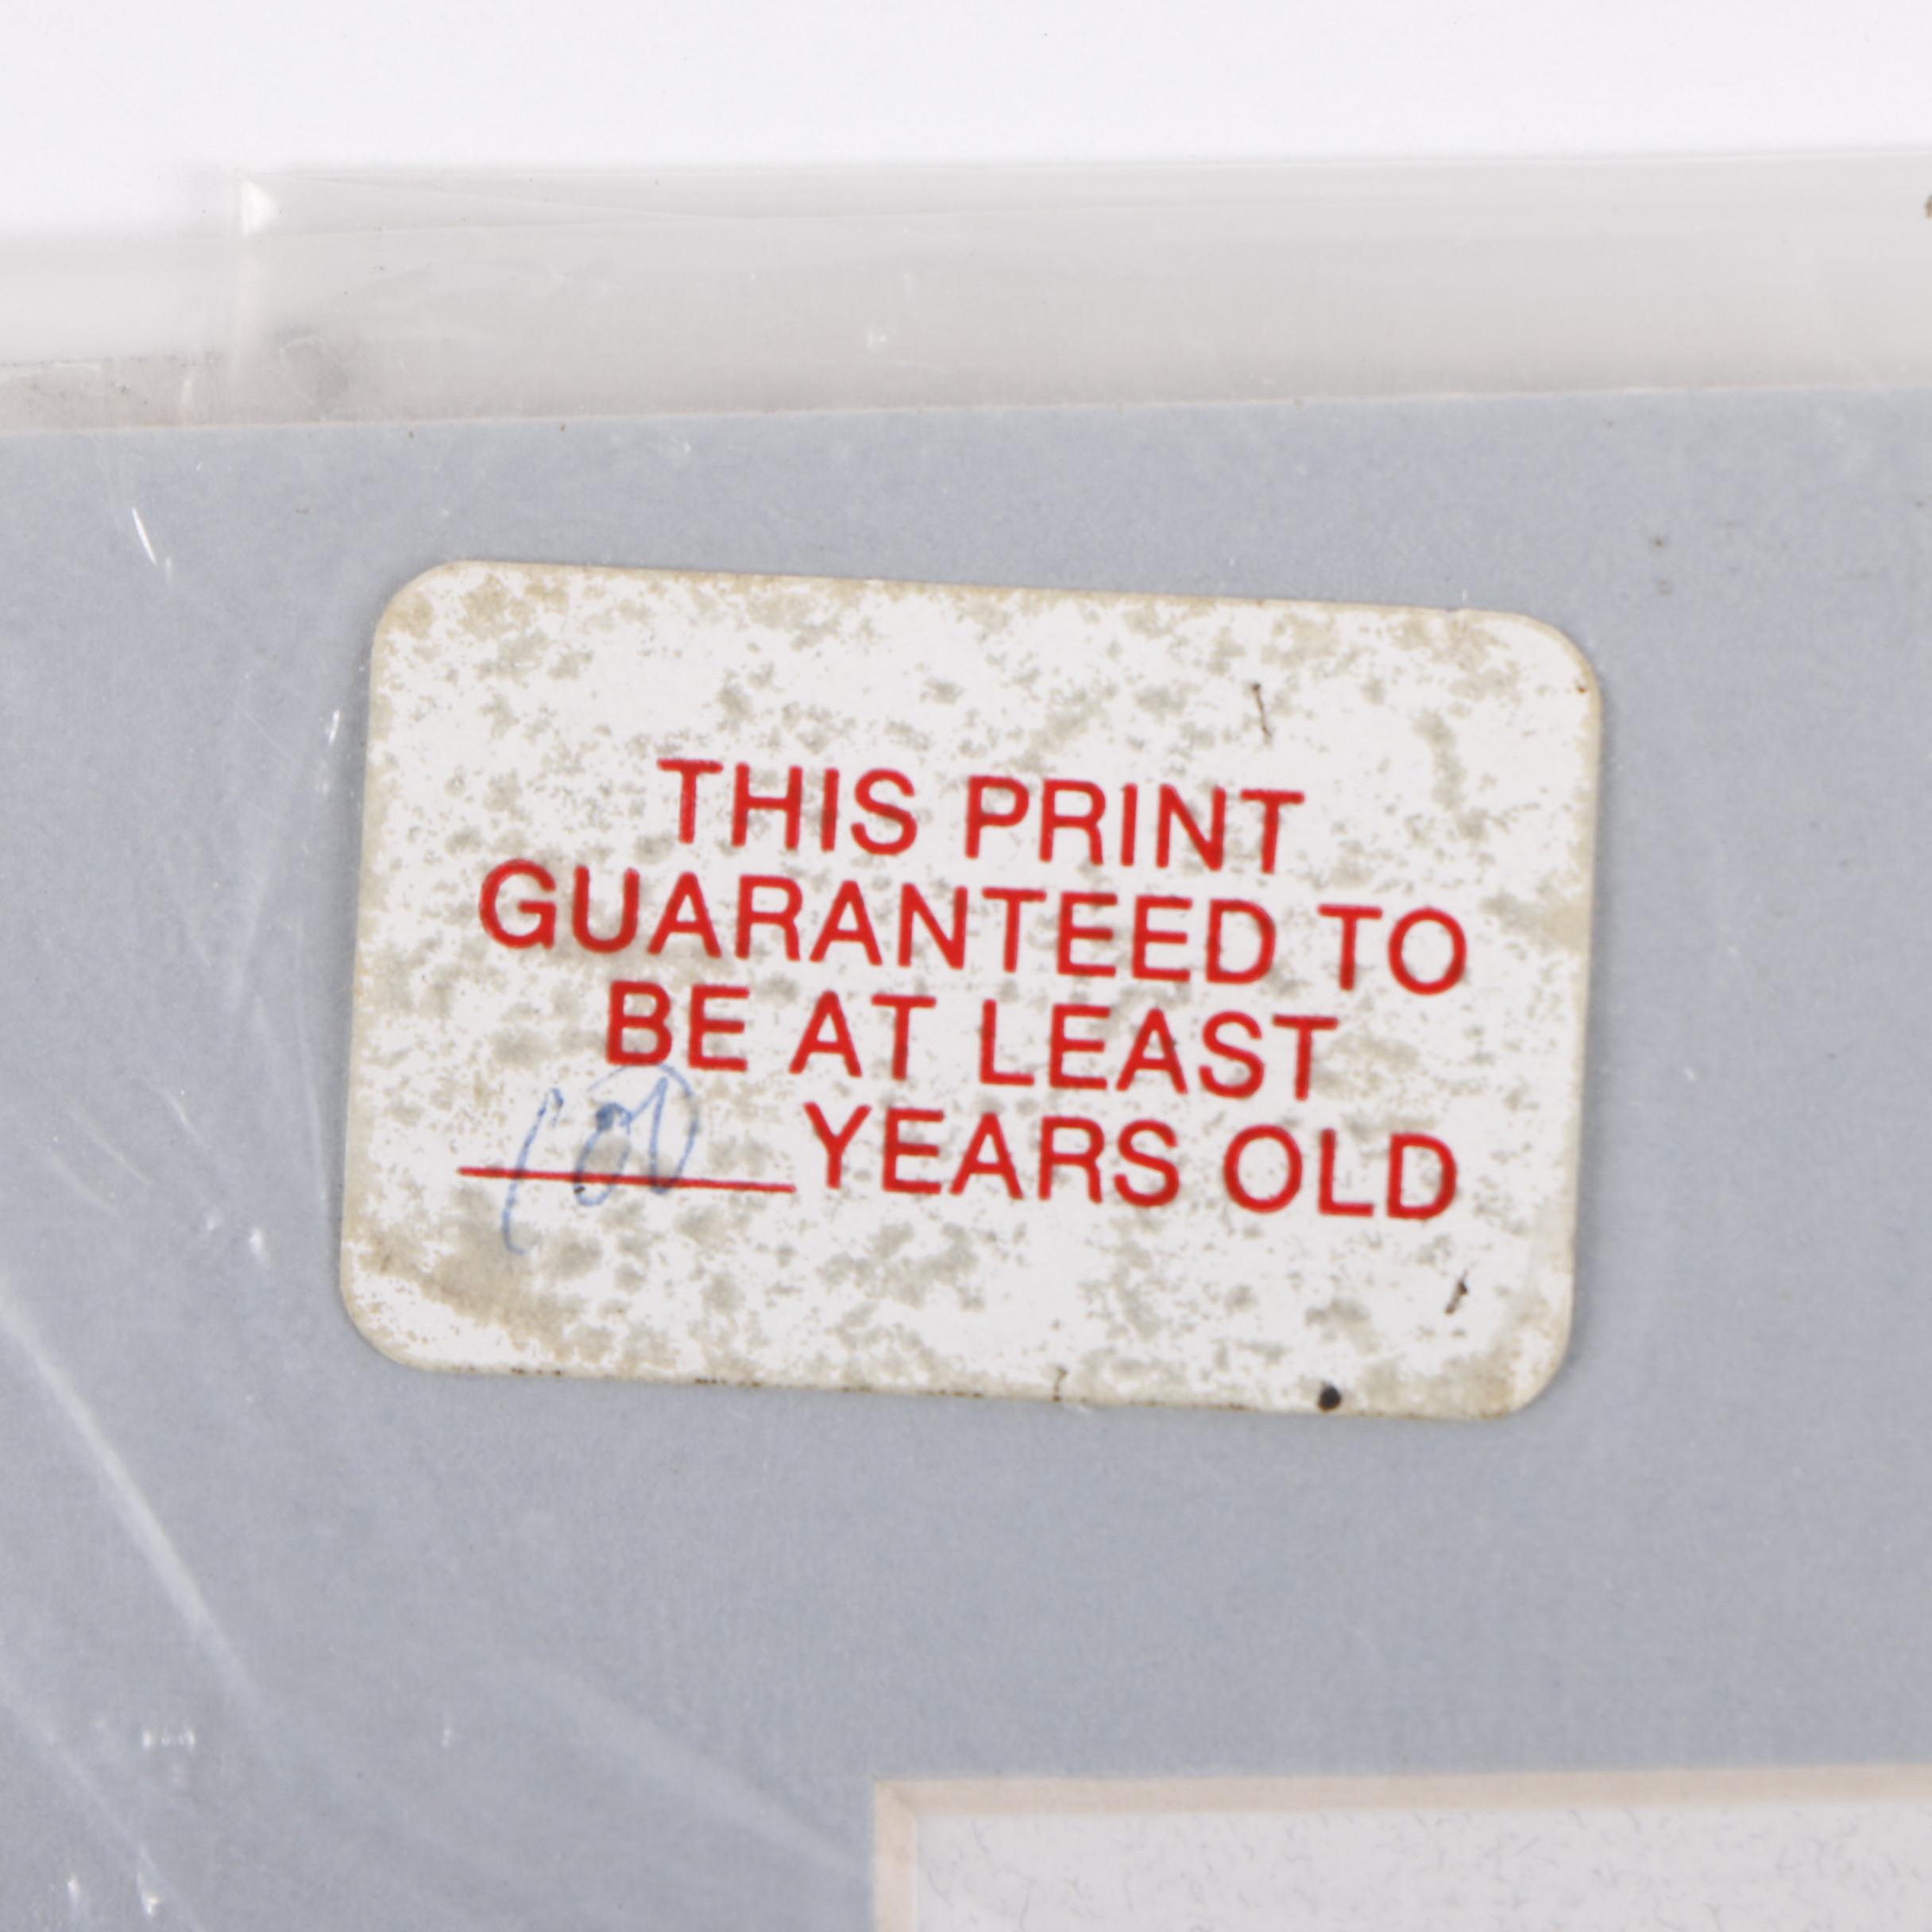 THIS PRINT
GUARANTEED TO
BE AT LEAST
100 YEARS OLD